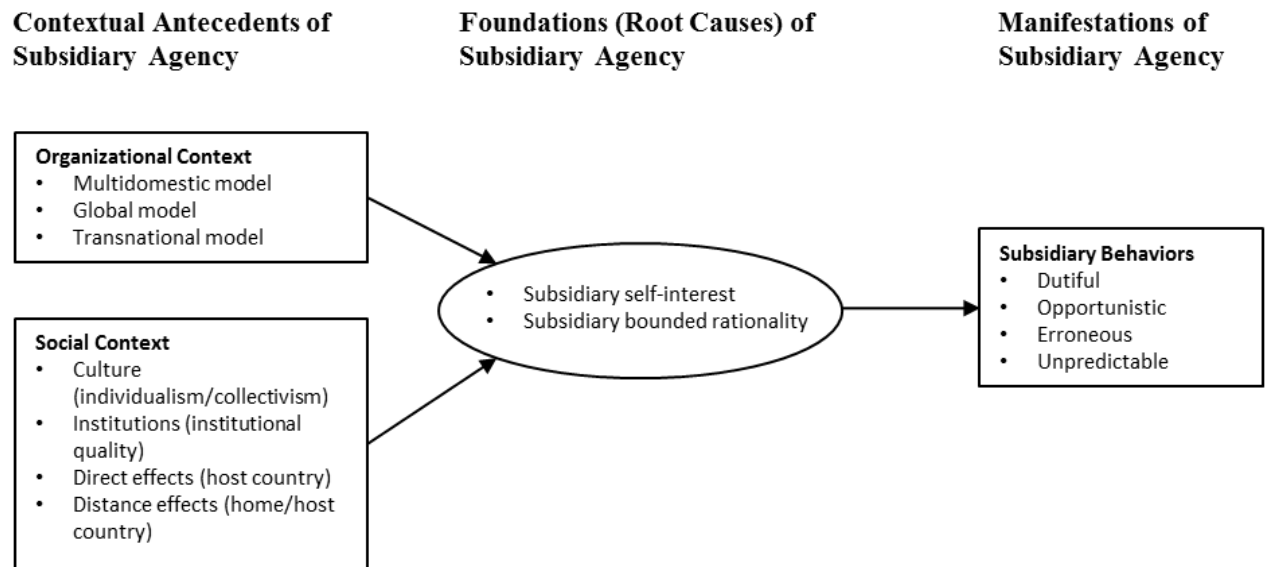 Contextual Antecedents of
Subsidiary Agency
Foundations (Root Causes) of
Subsidiary Agency
Manifestations of
Subsidiary Agency
Organizational Context
• Multidomestic model
• Global model
• Transnational model
Social Context
• Culture
(individualism/collectivism)
• Institutions (institutional
quality)
• Direct effects (host country)
• Distance effects (home/host
country)
• Subsidiary self-interest
• Subsidiary bounded rationality
Subsidiary Behaviors
• Dutiful
• Opportunistic
• Erroneous
• Unpredictable